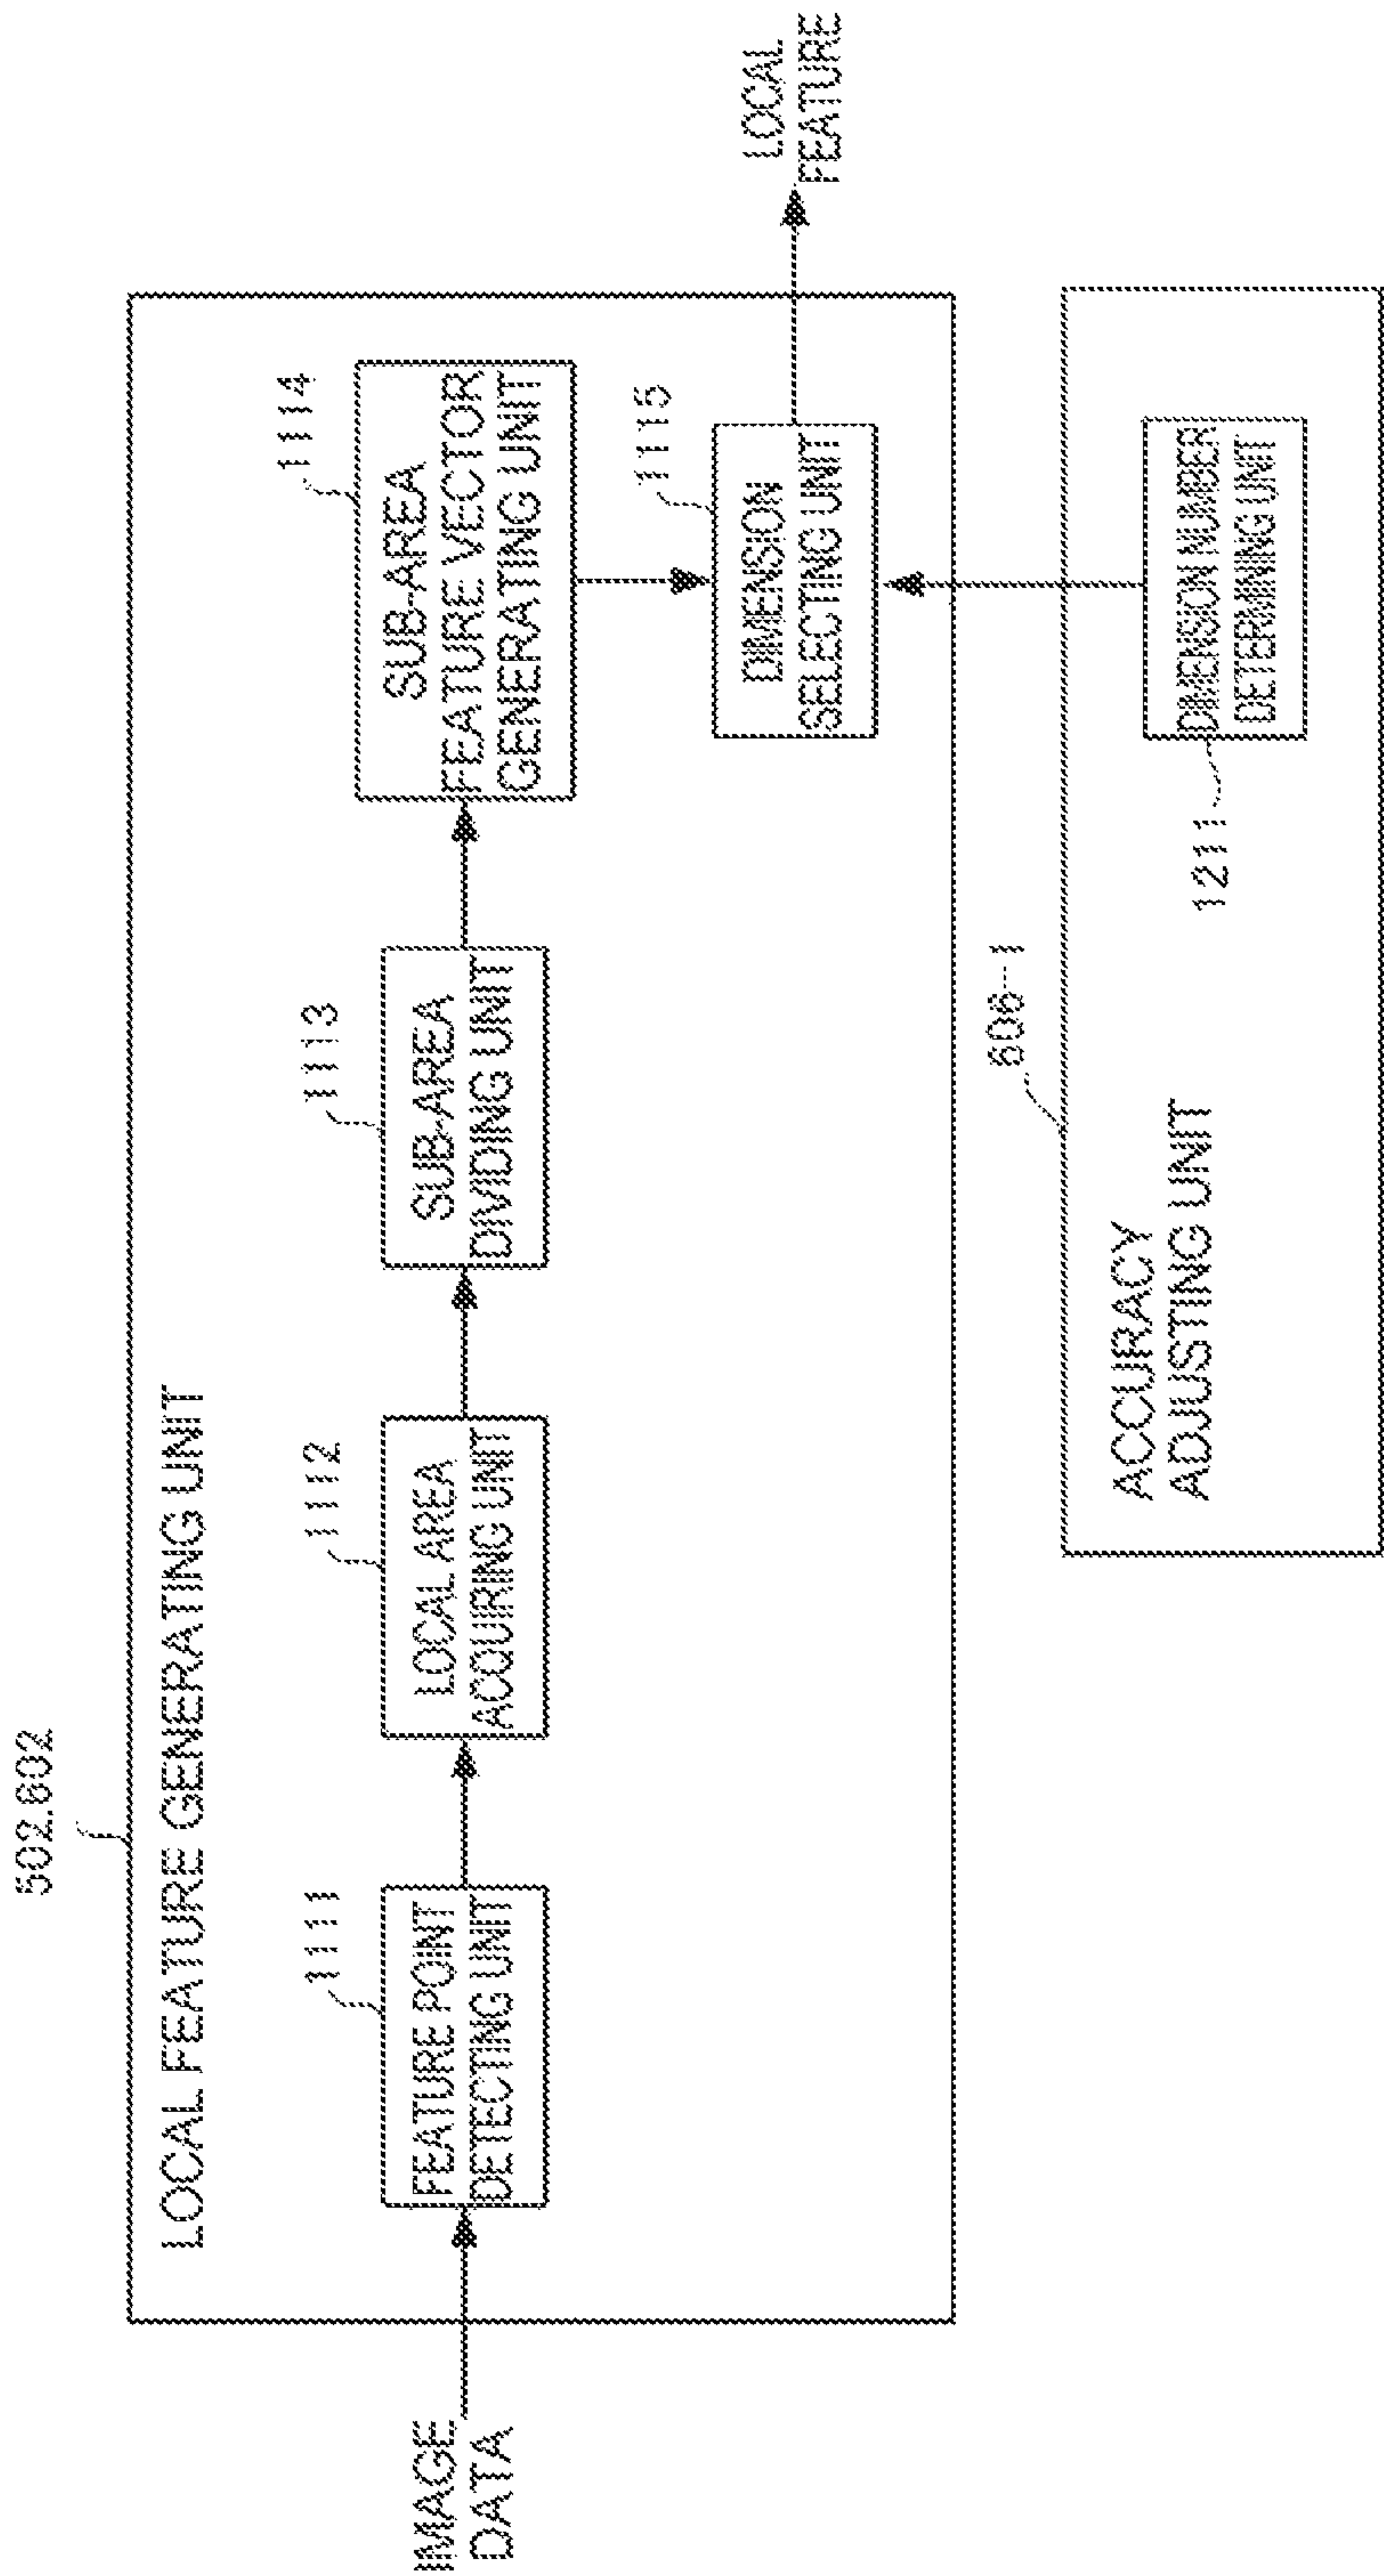 502,602
LOCAL FEATURE GENERATING UNIT
1111
FEATURE POINT
DETECTING UNIT
1112
LOCAL AREA
ACQUIRING UNIT
1113
SUB-AREA
DIVIDING UNIT
1114
SUB-AREA
FEATURE VECTOR
GENERATING UNIT
IMAGE
DATA
1115
DIMENSION
SELECTING UNIT
LOCAL
FEATURE
606-1
ACCURACY
ADJUSTING UNIT
1211
DIMENSION NUMBER
DETERMINING UNIT